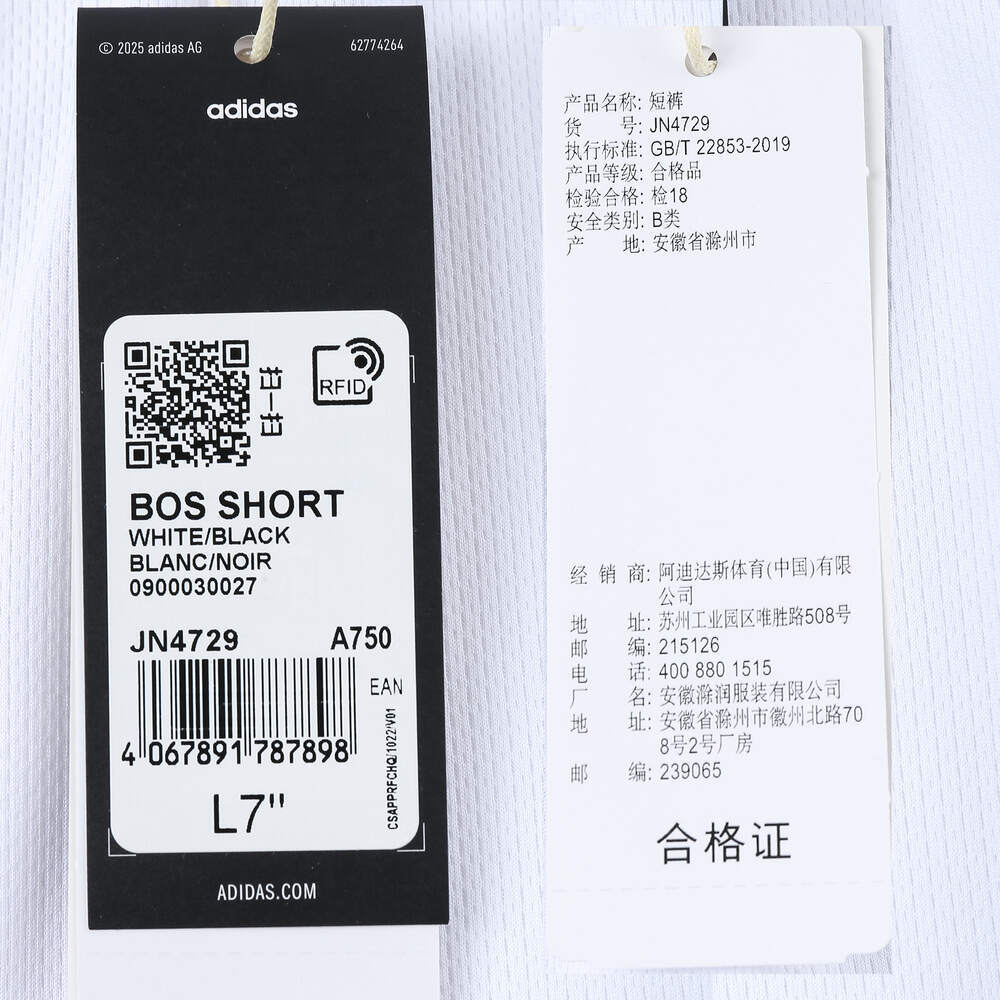 © 2025 adidas AG
62774264
adidas
扫一扫
RFID
BOS SHORT
WHITE/BLACK
BLANC/NOIR
0900030027
JN4729 A750
EAN
4 067891 787898
CSAPPRFCHQ/1022/V01
L7"
ADIDAS.COM
产品名称: 短裤
货 号: JN4729
执行标准: GB/T 22853-2019
产品等级: 合格品
检验合格: 检18
安全类别: B类
产 地: 安徽省滁州市
经 销 商: 阿迪达斯体育(中国)有限
公司
地 址: 苏州工业园区唯胜路508号
邮 编: 215126
电 话: 400 880 1515
厂 名: 安徽滁润服装有限公司
地 址: 安徽省滁州市徽州北路70
8号2号厂房
邮 编: 239065
合格证